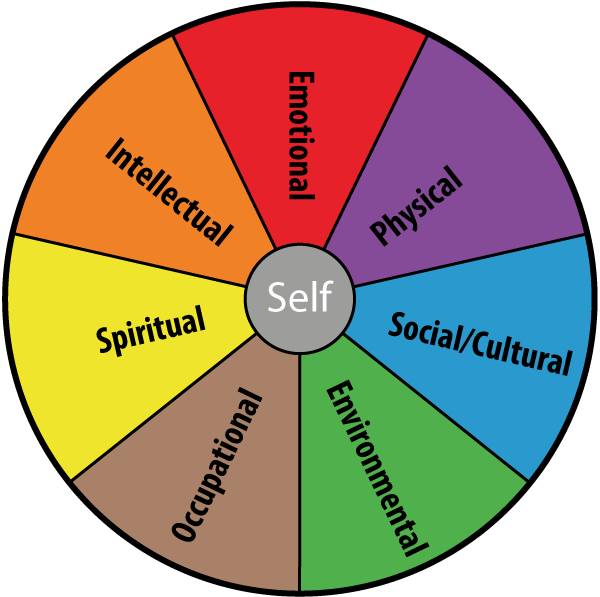 Emotional
Physical
Social/Cultural
Environmental
Occupational
Spiritual
Intellectual
Self